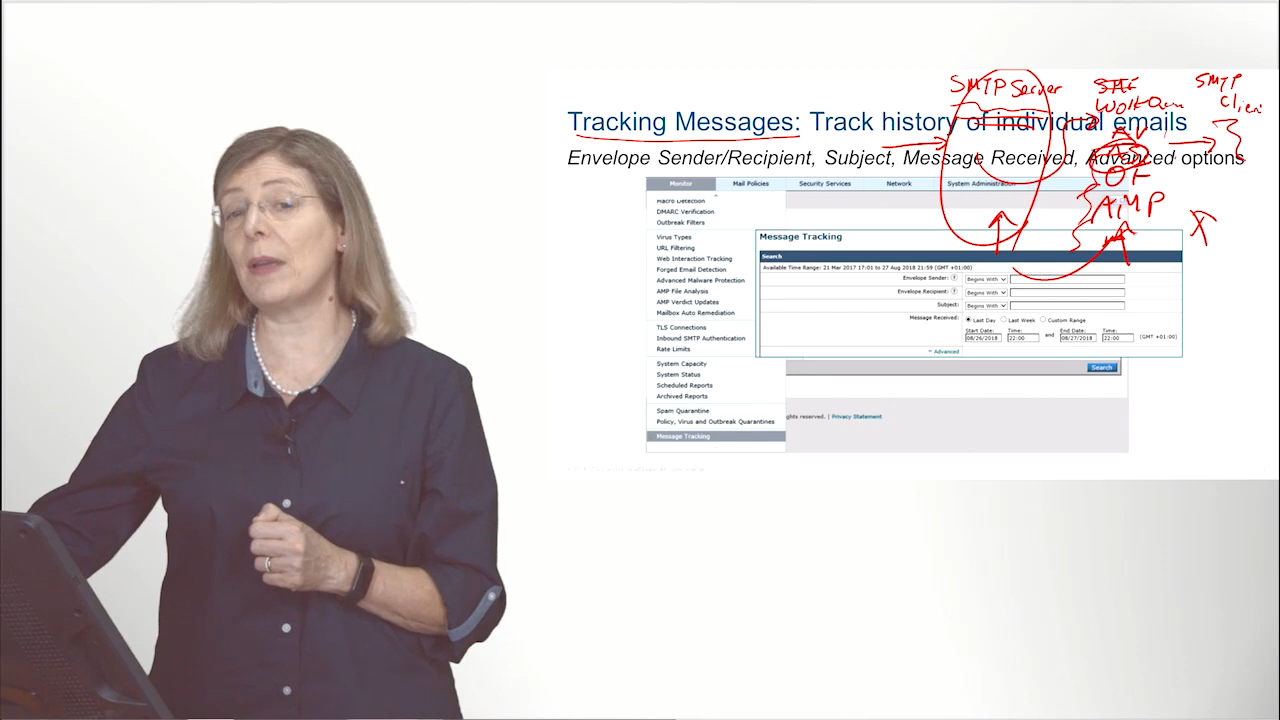 SMTP Server
SMTP
Client
Tracking Messages: Track history of individual emails
Envelope Sender/Recipient, Subject, Message Received, Advanced options
AMP
Monitor Mail Policies Security Services Network System Administration
Macro Detection
DMARC Verification
Outbreak Filters
Virus Types
URL Filtering
Web Interaction Tracking
Forged Email Detection
Advanced Malware Protection
AMP File Analysis
AMP Verdict Updates
Mailbox Auto Remediation
TLS Connections
Inbound SMTP Authentication
Rate Limits
System Capacity
System Status
Scheduled Reports
Archived Reports
Spam Quarantine
Policy, Virus and Outbreak Quarantines
Message Tracking
Message Tracking
Search
Available Time Range: 21 Mar 2017 17:01 to 27 Aug 2018 21:59 (GMT +01:00)
Envelope Sender: ? Begins With
Envelope Recipient: ? Begins With
Subject: Begins With
Message Received: Last Day Last Week Custom Range
Start Date: Time: and End Date: Time:
08/26/2018 22:00 08/27/2018 22:00 (GMT +01:00)
Advanced
Search
reserved. | Privacy Statement